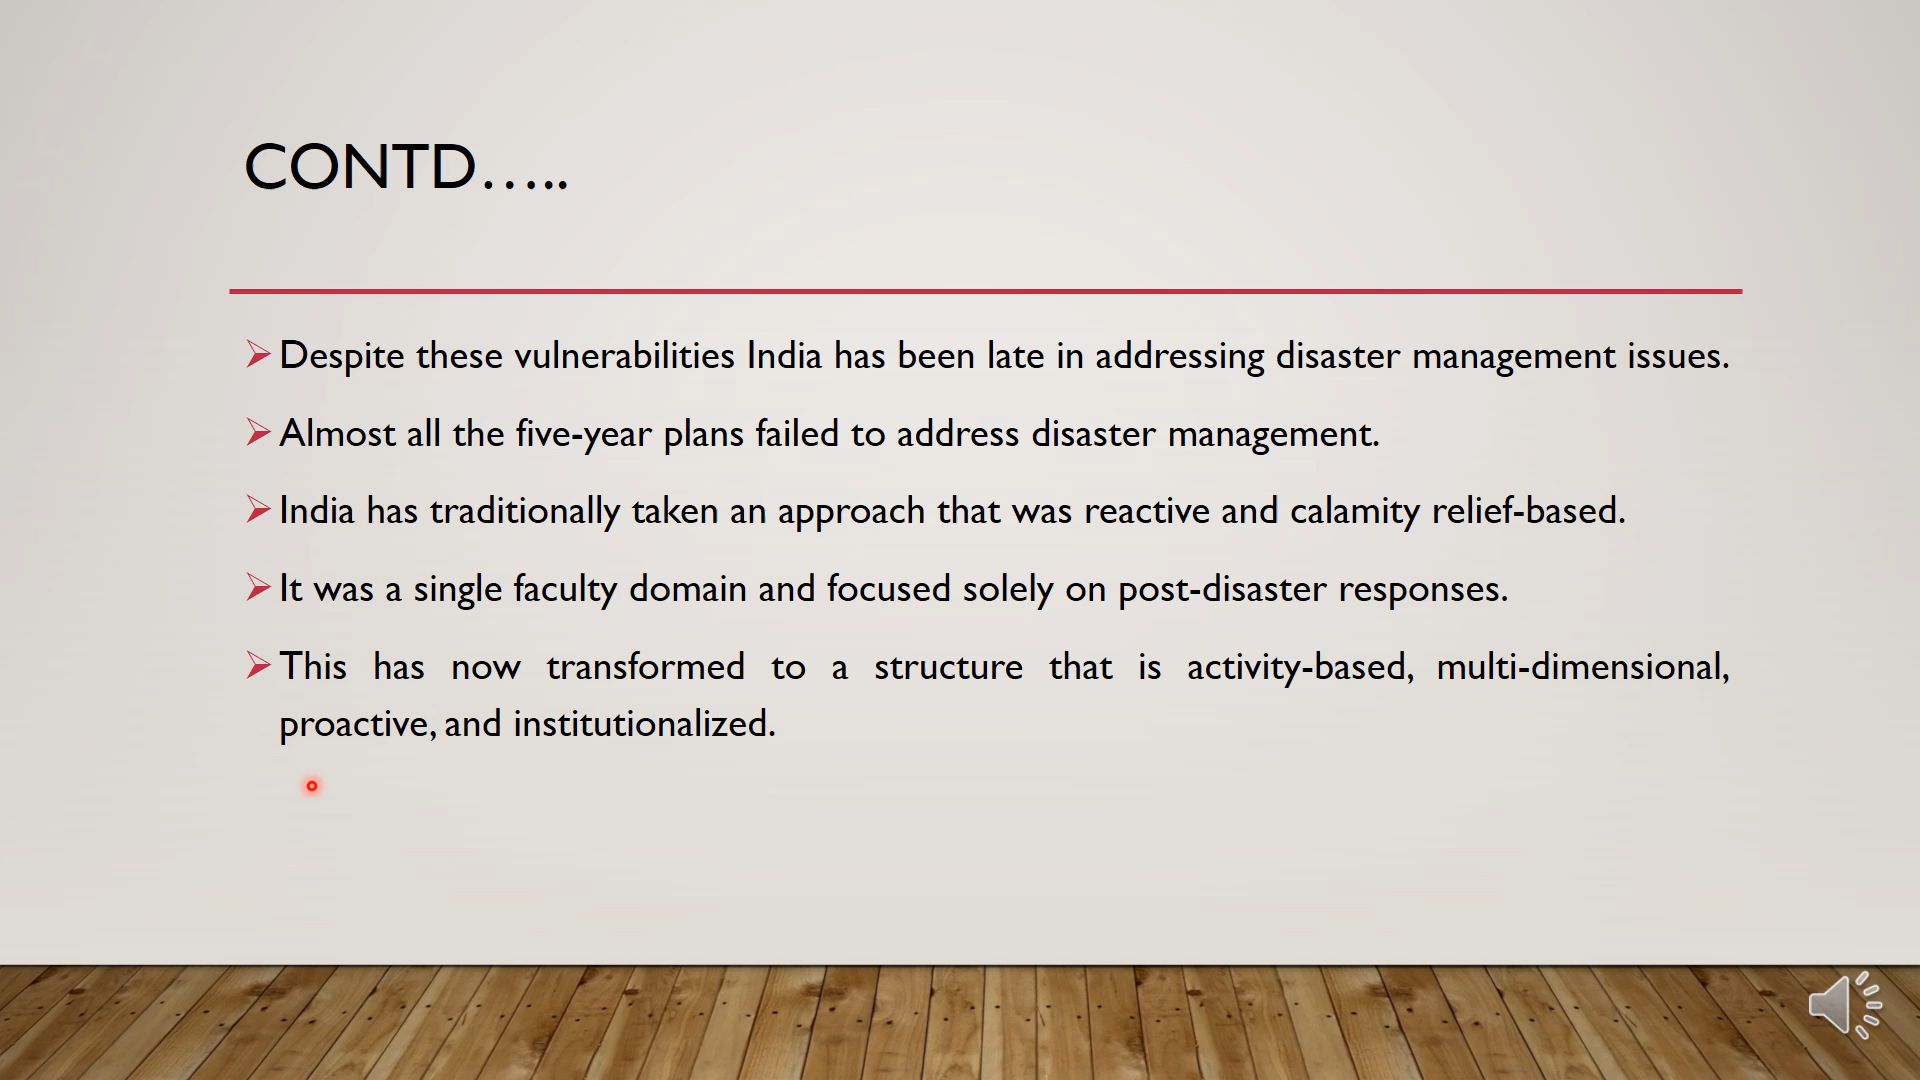 CONTD…..
Despite these vulnerabilities India has been late in addressing disaster management issues.
Almost all the five-year plans failed to address disaster management.
India has traditionally taken an approach that was reactive and calamity relief-based.
It was a single faculty domain and focused solely on post-disaster responses.
This has now transformed to a structure that is activity-based, multi-dimensional,
proactive, and institutionalized.